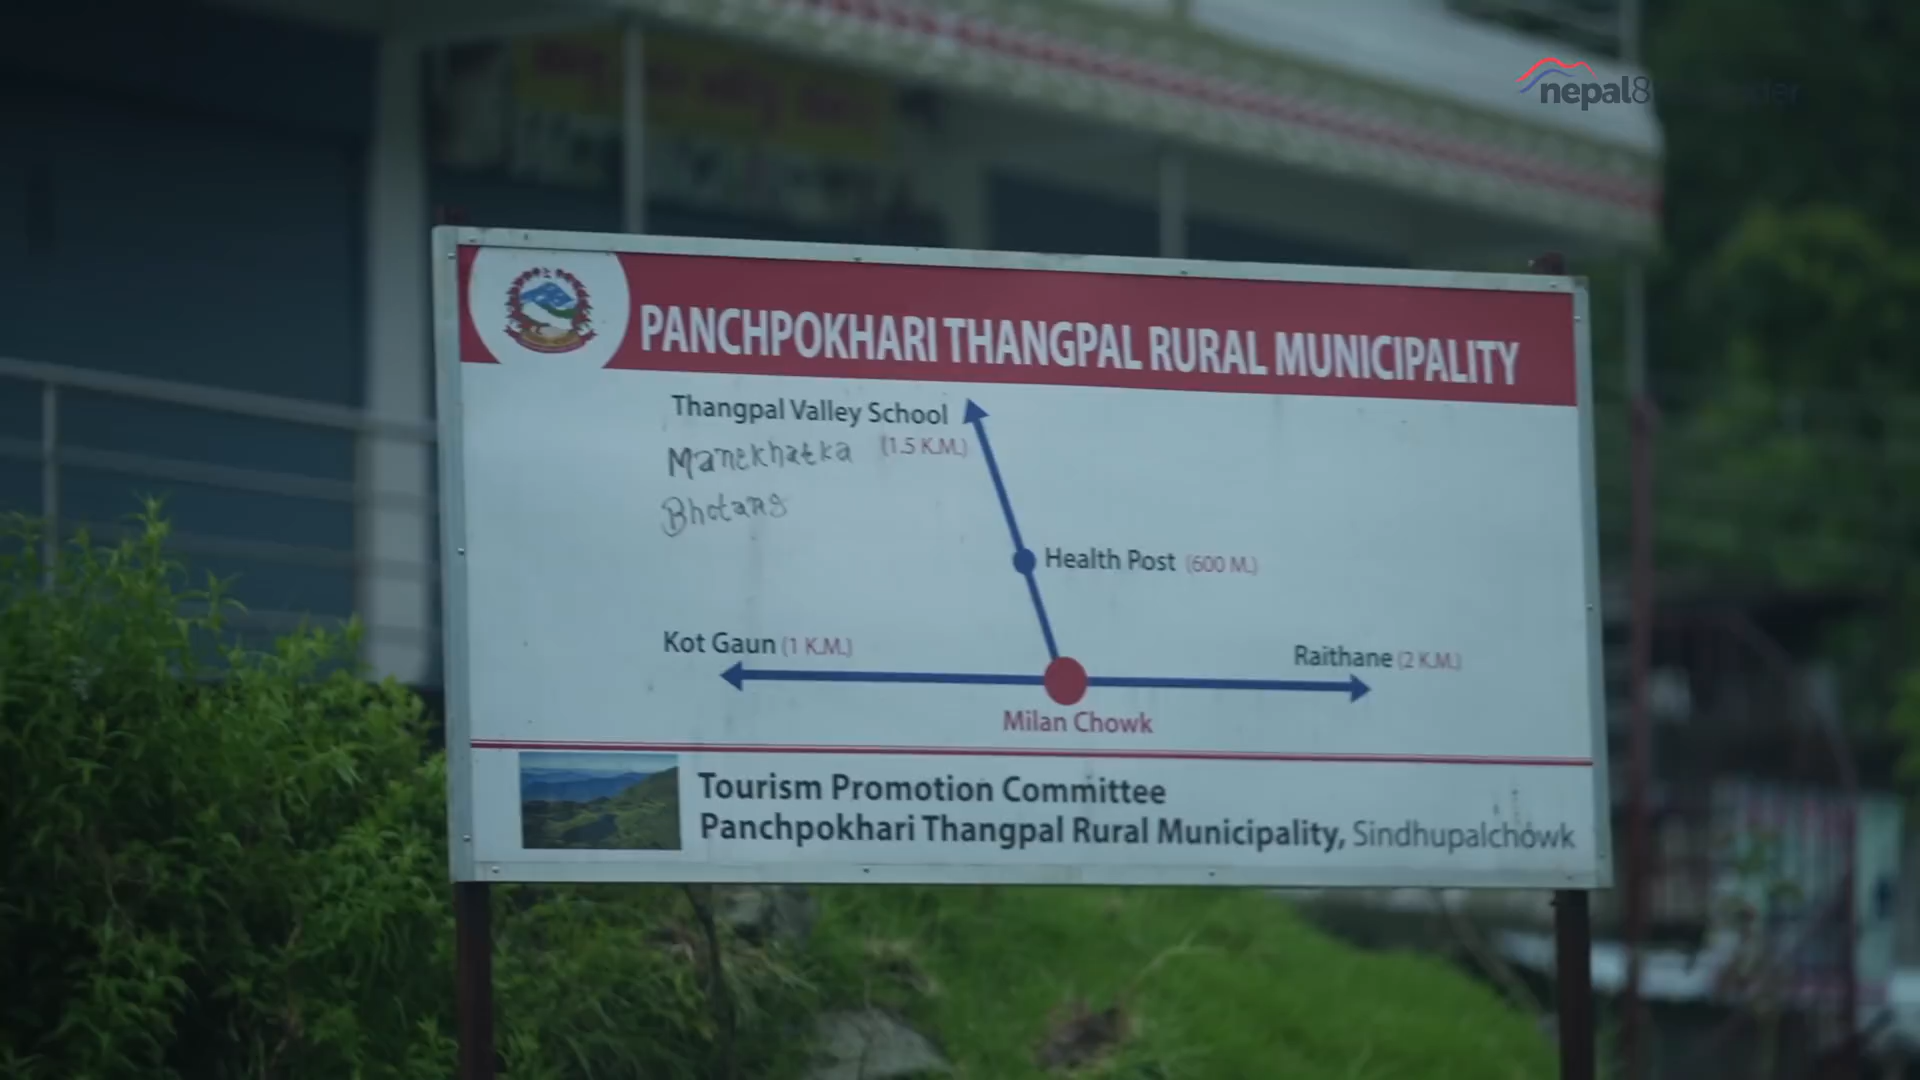 nepal8
PANCHPOKHARI THANGPAL RURAL MUNICIPALITY
Thangpal Valley School
(1.5 K.M.)
Manekhatka
Bhotang
Health Post (600 M.)
Kot Gaun (1 K.M.)
Raithane (2 K.M.)
Milan Chowk
Tourism Promotion Committee
Panchpokhari Thangpal Rural Municipality, Sindhupalchowk